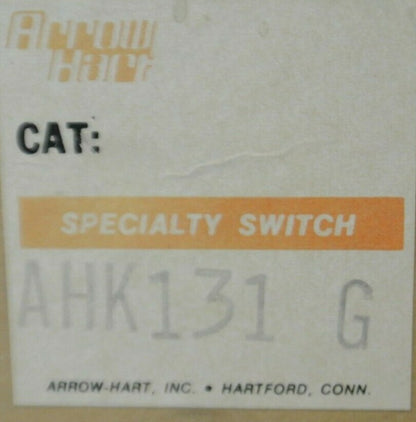 Arrow
Hart
CAT:
SPECIALTY SWITCH
AHK131 G
ARROW-HART, INC. • HARTFORD, CONN.